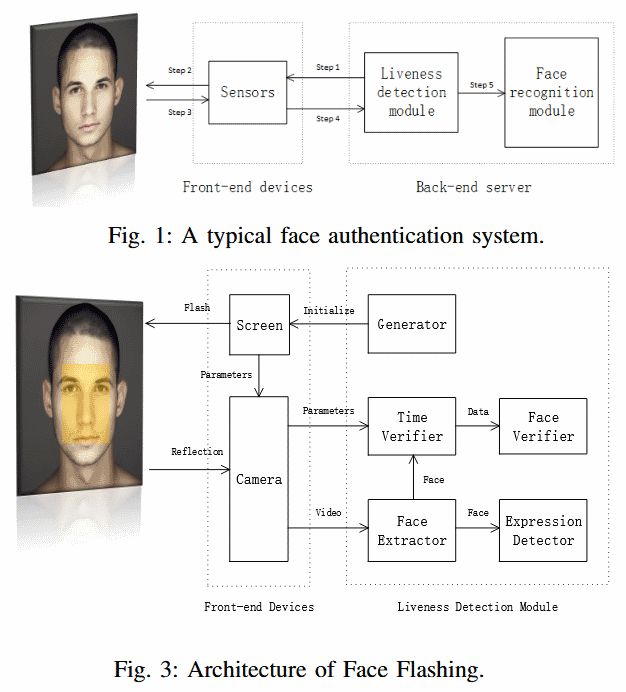 Step 2
Step 3
Sensors
Step 1
Step 4
Liveness
detection
module
Step 5
Face
recognition
module
Front-end devices
Back-end server
Fig. 1: A typical face authentication system.
Flash
Screen
Initialize
Generator
Parameters
Parameters
Time
Verifier
Data
Face
Verifier
Reflection
Camera
Face
Video
Face
Extractor
Face
Expression
Detector
Front-end Devices
Liveness Detection Module
Fig. 3: Architecture of Face Flashing.